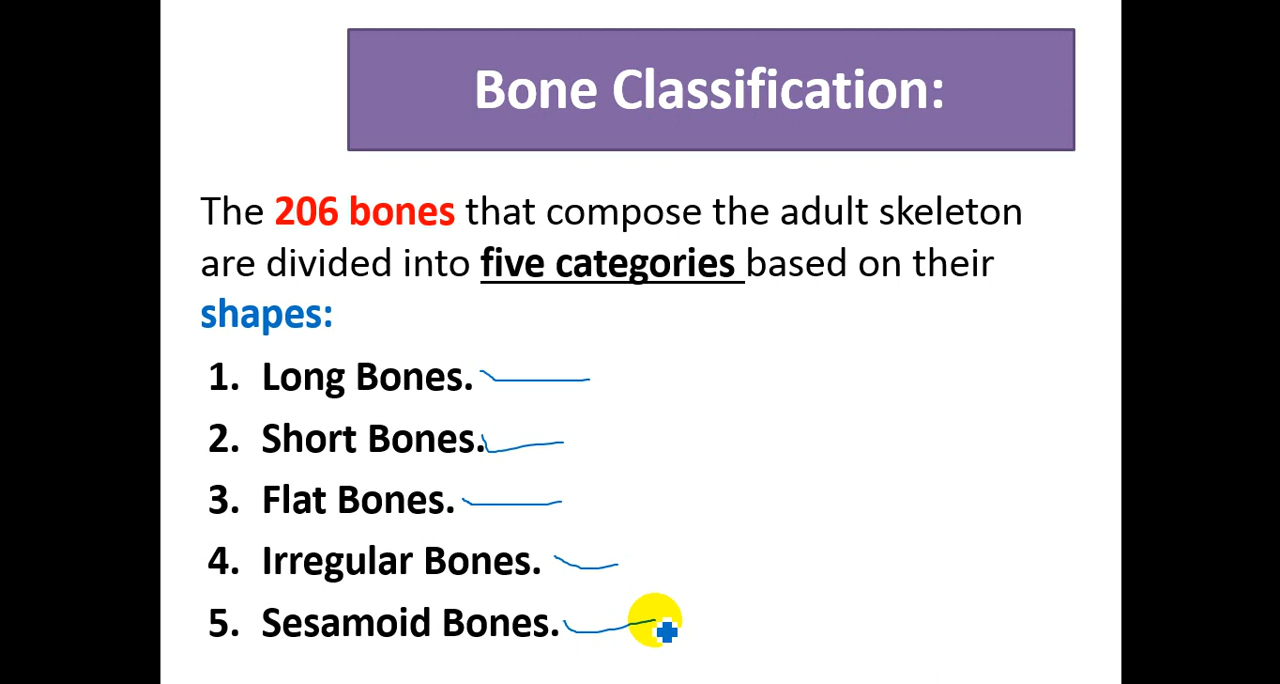 Bone Classification:
The 206 bones that compose the adult skeleton
are divided into five categories based on their
shapes:
1. Long Bones.
2. Short Bones.
3. Flat Bones.
4. Irregular Bones.
5. Sesamoid Bones.